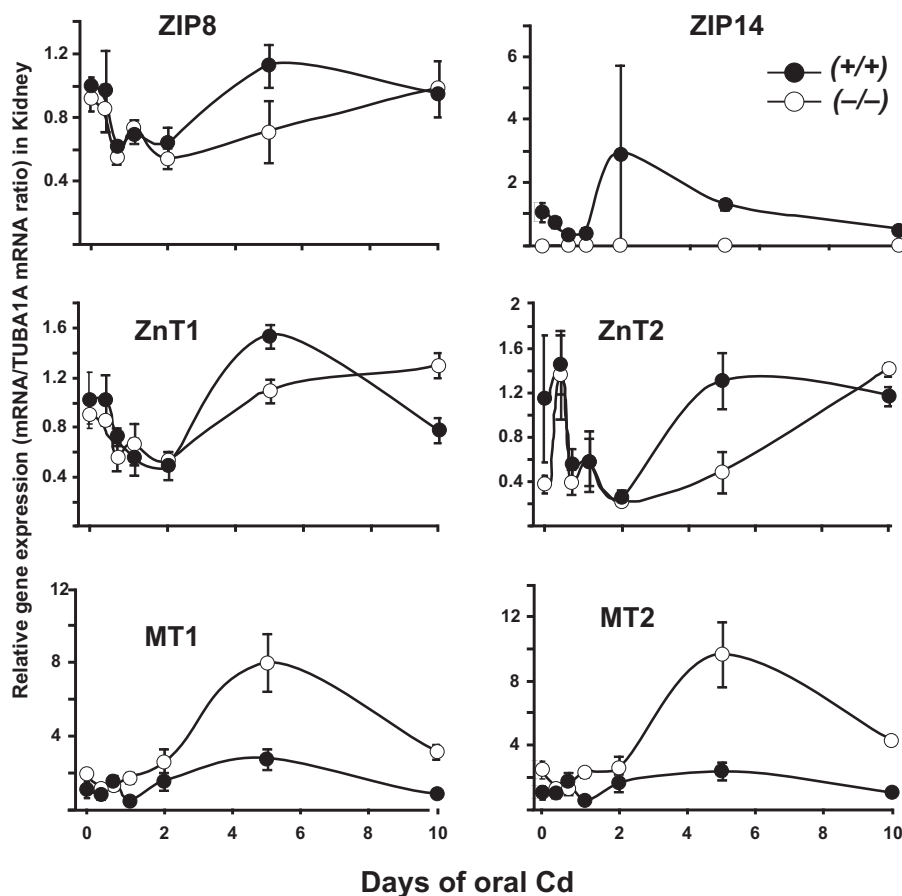 Relative gene expression (mRNA/TUBA1A mRNA ratio) in Kidney
ZIP8
1.2
0.8
0.4
ZIP14
6
4
2
(+/+)
(–/–)
ZnT1
1.6
1.2
0.8
0.4
ZnT2
2
1.6
1.2
0.8
0.4
MT1
12
8
4
0 2 4 6 8 10
MT2
12
8
4
0 2 4 6 8 10
Days of oral Cd